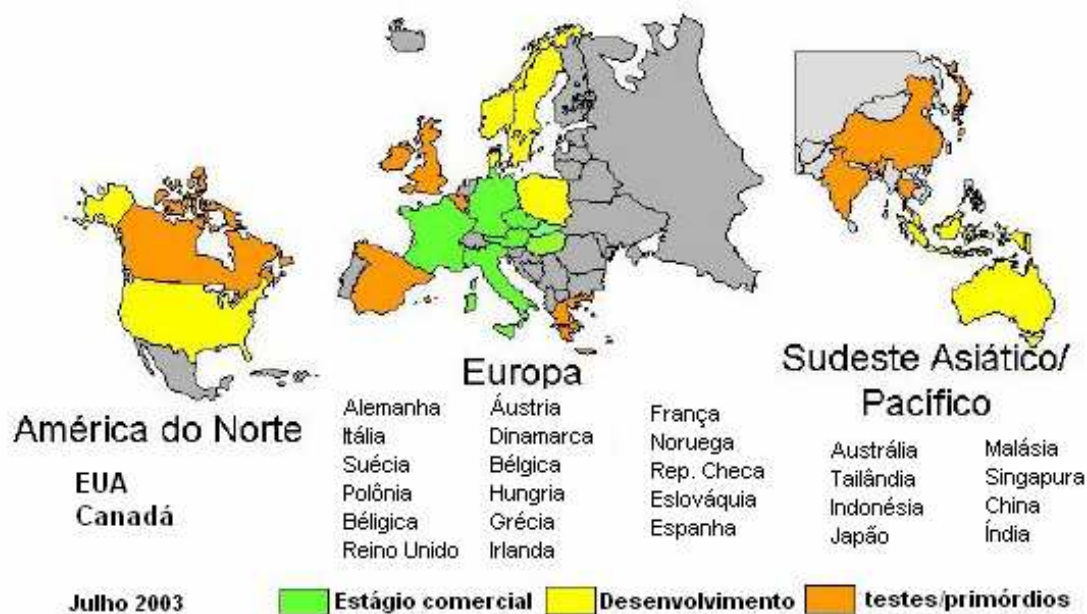 América do Norte
EUA
Canadá
Europa
Alemanha
Itália
Suécia
Polônia
Béligica
Reino Unido
Áustria
Dinamarca
Bélgica
Hungria
Grécia
Irlanda
França
Noruega
Rep. Checa
Eslováquia
Espanha
Sudeste Asiático/
Pacífico
Austrália
Tailândia
Indonésia
Japão
Malásia
Singapura
China
Índia
Julho 2003
Estágio comercial
Desenvolvimento
testes/primórdios